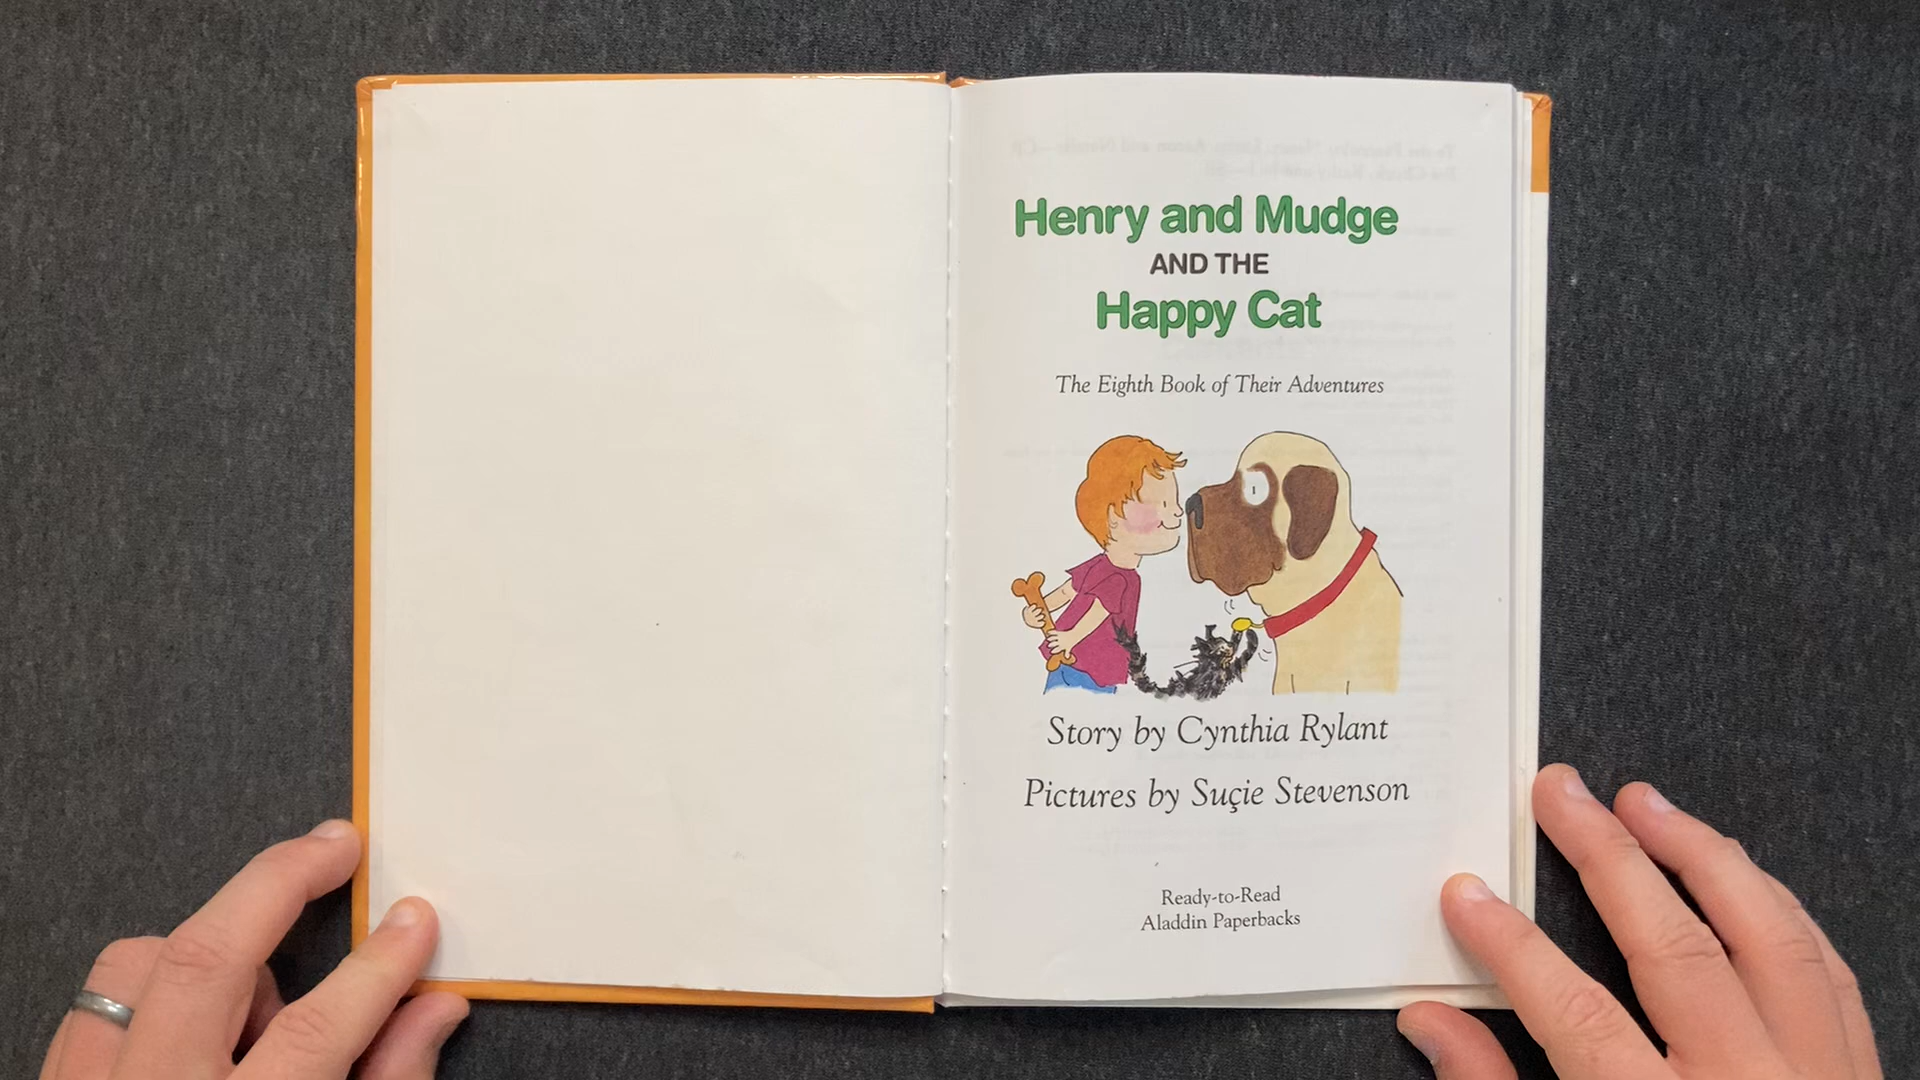 Henry and Mudge
AND THE
Happy Cat
The Eighth Book of Their Adventures
Story by Cynthia Rylant
Pictures by Suçie Stevenson
Ready-to-Read
Aladdin Paperbacks